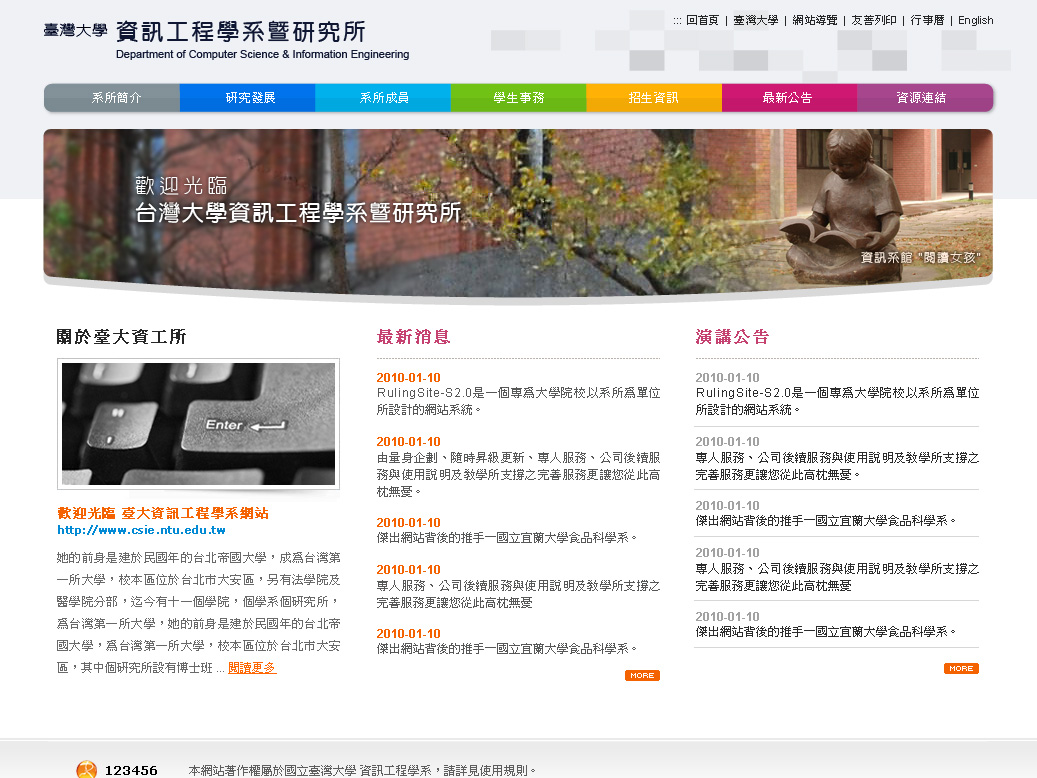 ::: 回首頁 | 臺灣大學 | 網站導覽 | 友善列印 | 行事曆 | English
臺灣大學 資訊工程學系暨研究所
Department of Computer Science & Information Engineering
系所簡介 研究發展 系所成員 學生事務 招生資訊 最新公告 資源連結
歡迎光臨
台灣大學資訊工程學系暨研究所
資訊系館 "閱讀女孩"
關於臺大資工所
Enter
歡迎光臨 臺大資訊工程學系網站
http://www.csie.ntu.edu.tw
她的前身是建於民國年的台北帝國大學，成為台灣第
一所大學，校本區位於台北市大安區，另有法學院及
醫學院分部，迄今有十一個學院，個學系個研究所，
為台灣第一所大學，她的前身是建於民國年的台北帝
國大學，為台灣第一所大學，校本區位於台北市大安
區，其中個研究所設有博士班 ... 閱讀更多
最新消息
2010-01-10
RulingSite-S2.0是一個專為大學院校以系所為單位
所設計的網站系統。
2010-01-10
由量身企劃、隨時昇級更新、專人服務、公司後續服
務與使用說明及教學所支撐之完善服務更讓您從此高
枕無憂。
2010-01-10
傑出網站背後的推手—國立宜蘭大學食品科學系。
2010-01-10
專人服務、公司後續服務與使用說明及教學所支撐之
完善服務更讓您從此高枕無憂
2010-01-10
傑出網站背後的推手—國立宜蘭大學食品科學系。
MORE
演講公告
2010-01-10
RulingSite-S2.0是一個專為大學院校以系所為單位
所設計的網站系統。
2010-01-10
專人服務、公司後續服務與使用說明及教學所支撐之
完善服務更讓您從此高枕無憂。
2010-01-10
傑出網站背後的推手—國立宜蘭大學食品科學系。
2010-01-10
專人服務、公司後續服務與使用說明及教學所支撐之
完善服務更讓您從此高枕無憂
2010-01-10
傑出網站背後的推手—國立宜蘭大學食品科學系。
MORE
123456 本網站著作權屬於國立臺灣大學 資訊工程學系，請詳見使用規則。